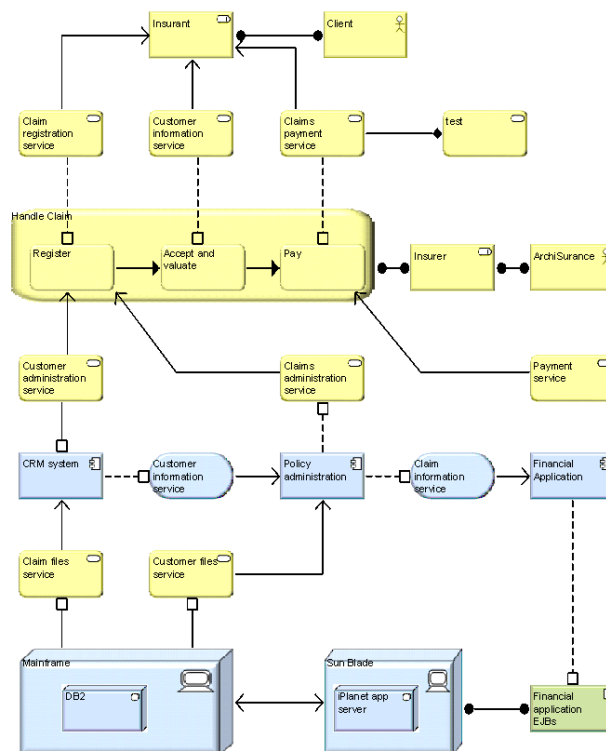 Insurant
Client
Claim
registration
service
Customer
information
service
Claims
payment
service
test
Handle Claim
Register
Accept and
valuate
Pay
Insurer
ArchiSurance
Customer
administration
service
Claims
administration
service
Payment
service
CRM system
Customer
information
service
Policy
administration
Claim
information
service
Financial
Application
Claim files
service
Customer files
service
Mainframe
DB2
Sun Blade
iPlanet app
server
Financial
application
EJBs